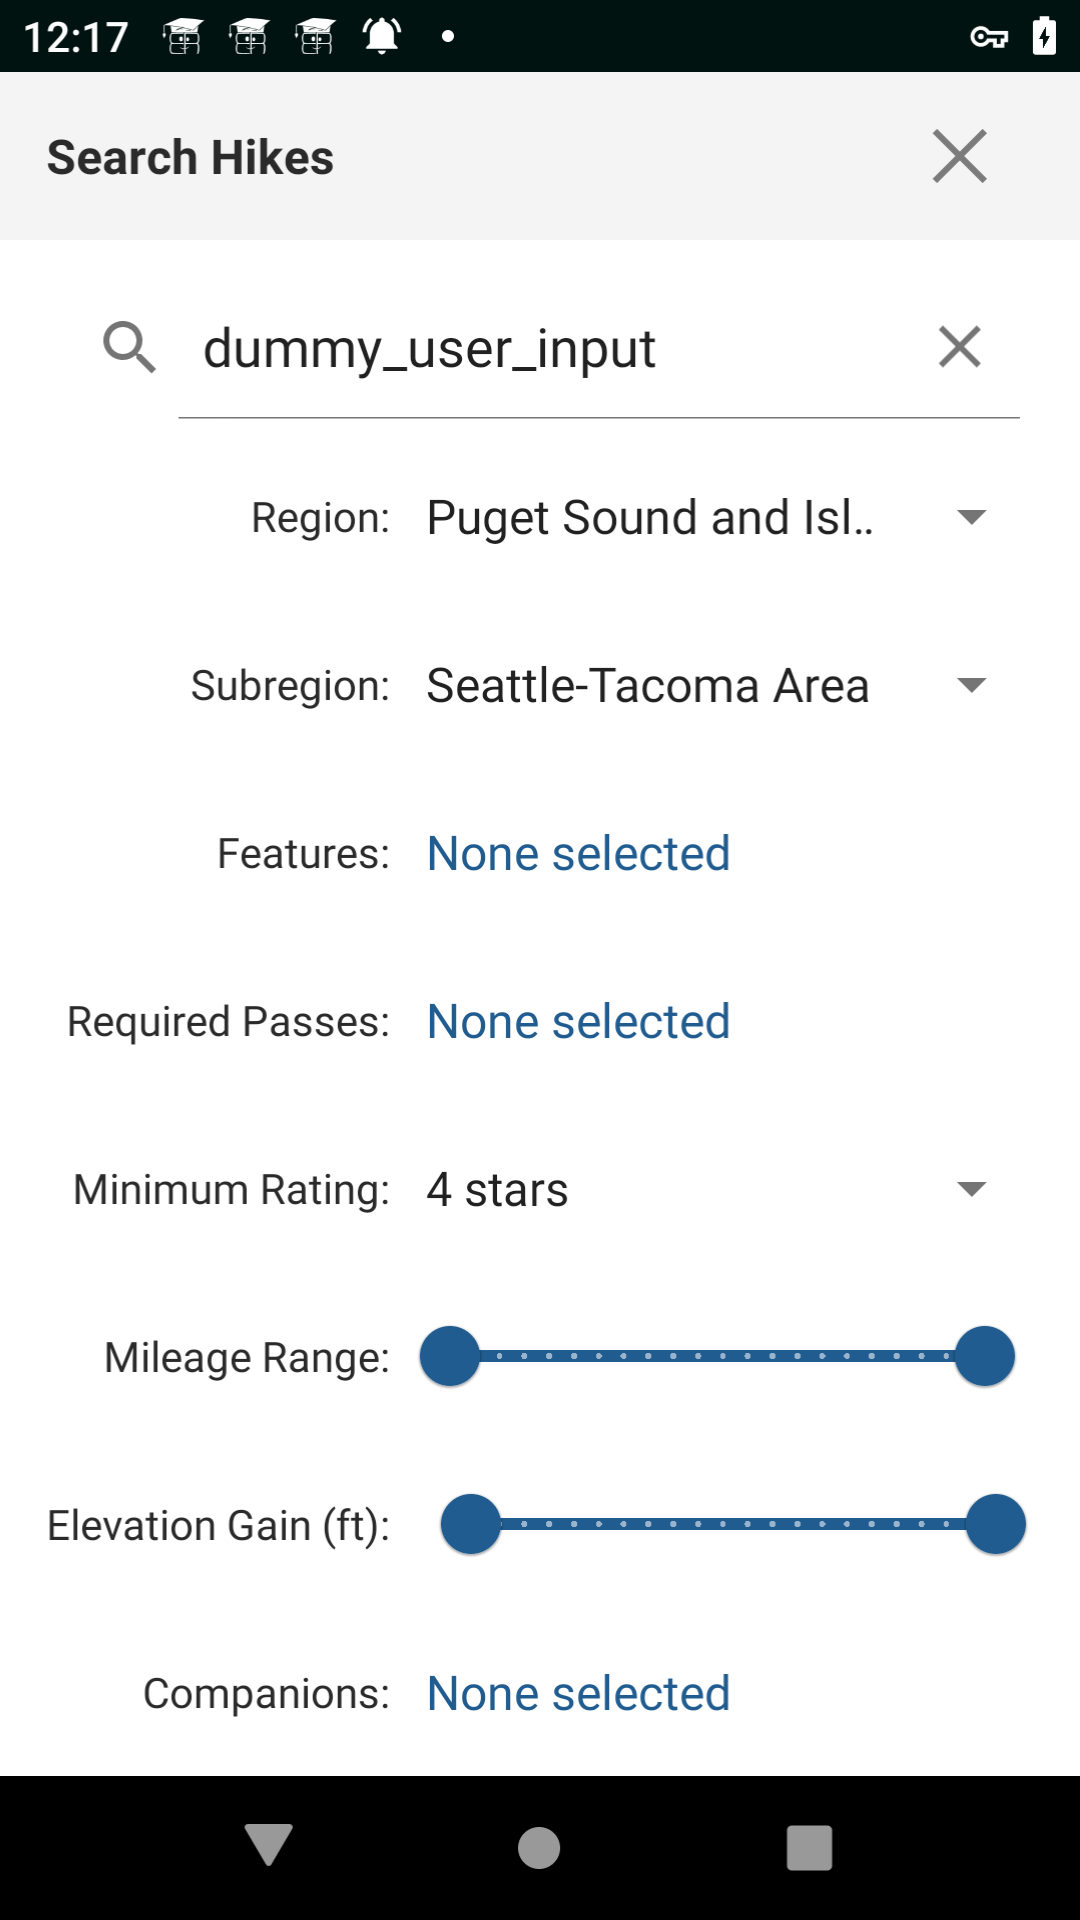 12:17
Search Hikes
dummy_user_input
Region: Puget Sound and Isl..
Subregion: Seattle-Tacoma Area
Features: None selected
Required Passes: None selected
Minimum Rating: 4 stars
Mileage Range:
Elevation Gain (ft):
Companions: None selected